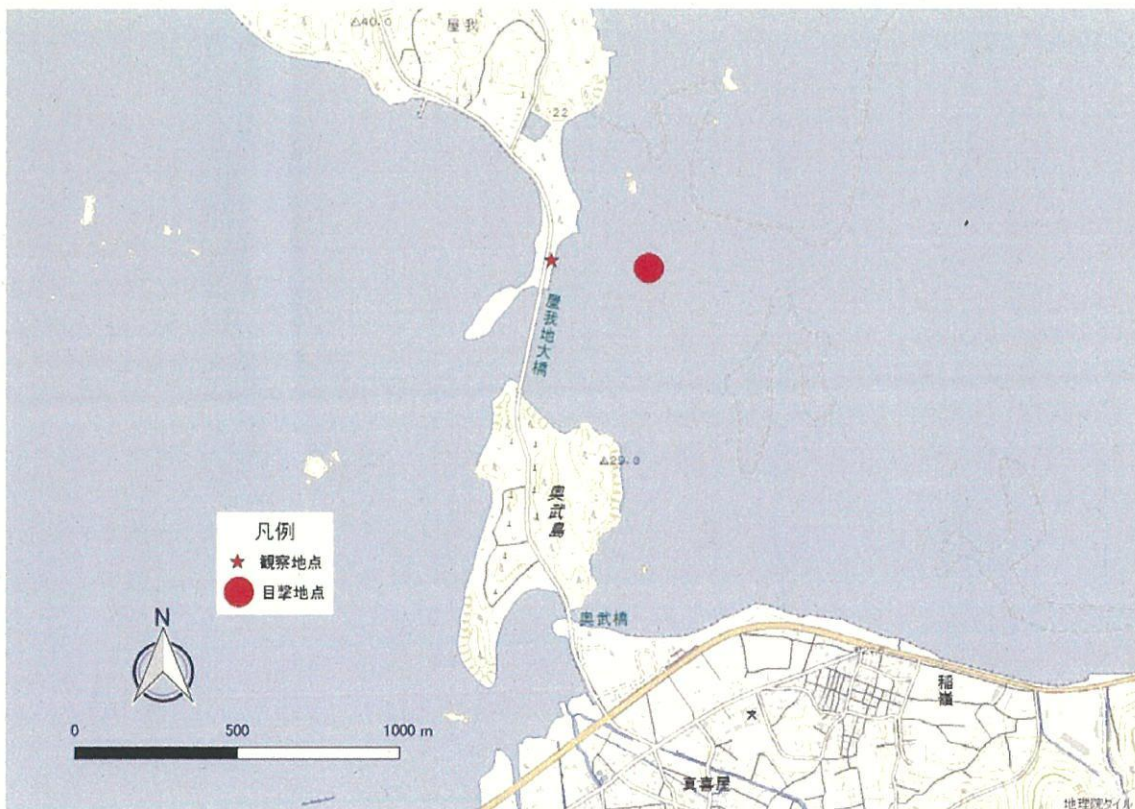 △40.0
屋我
・22
屋我地大橋
△29.0
奥武島
凡例
観察地点
目撃地点
奥武橋
N
稲嶺
0 500 1000 m
文
真喜屋
地理院タイル